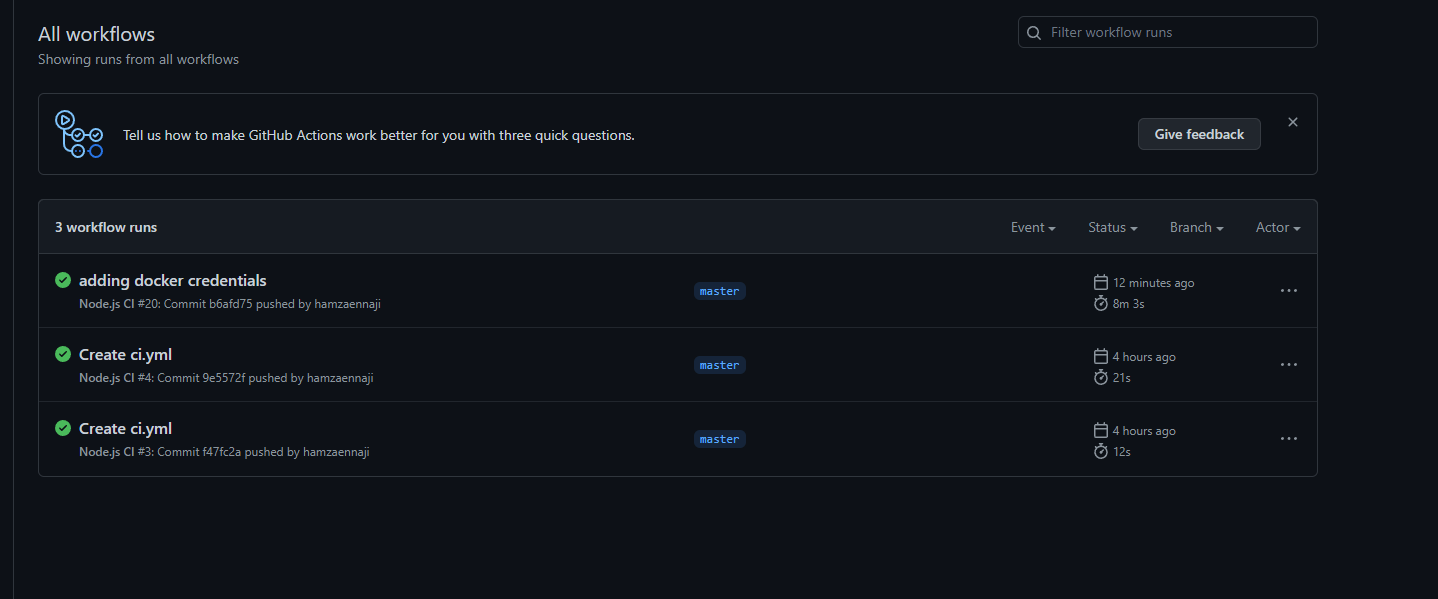 All workflows
Filter workflow runs
Showing runs from all workflows
Tell us how to make GitHub Actions work better for you with three quick questions.
Give feedback
3 workflow runs
Event
Status
Branch
Actor
adding docker credentials
Node.js CI #20: Commit b6afd75 pushed by hamzaennaji
master
12 minutes ago
8m 3s
Create ci.yml
Node.js CI #4: Commit 9e5572f pushed by hamzaennaji
master
4 hours ago
21s
Create ci.yml
Node.js CI #3: Commit f47fc2a pushed by hamzaennaji
master
4 hours ago
12s